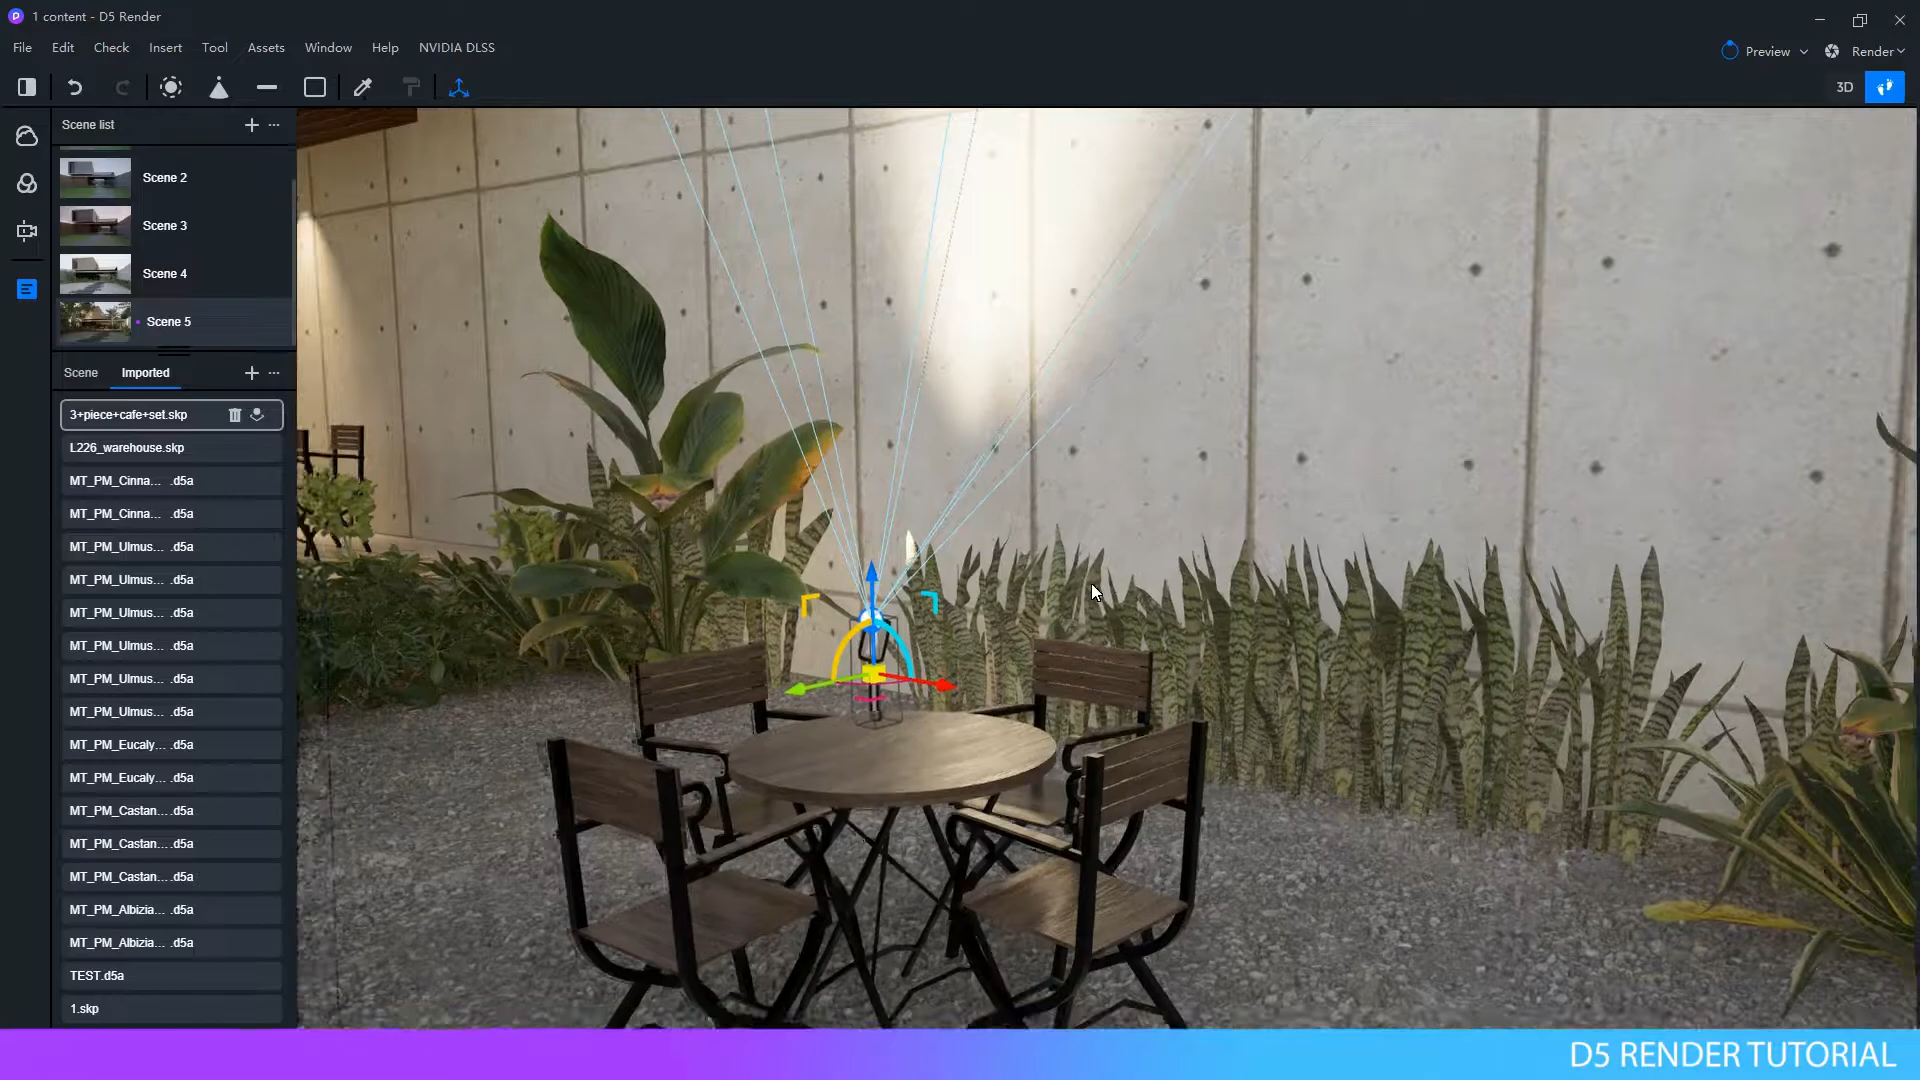 1 content - D5 Render
File Edit Check Insert Tool Assets Window Help NVIDIA DLSS
Preview Render
3D
Scene list
Scene 2
Scene 3
Scene 4
Scene 5
Scene Imported
3+piece+cafe+set.skp
L226_warehouse.skp
MT_PM_Cinna... .d5a
MT_PM_Cinna... .d5a
MT_PM_Ulmus... .d5a
MT_PM_Ulmus... .d5a
MT_PM_Ulmus... .d5a
MT_PM_Ulmus... .d5a
MT_PM_Ulmus... .d5a
MT_PM_Ulmus... .d5a
MT_PM_Eucaly... .d5a
MT_PM_Eucaly... .d5a
MT_PM_Castan... .d5a
MT_PM_Castan... .d5a
MT_PM_Castan... .d5a
MT_PM_Albizia... .d5a
MT_PM_Albizia... .d5a
TEST.d5a
1.skp
D5 RENDER TUTORIAL